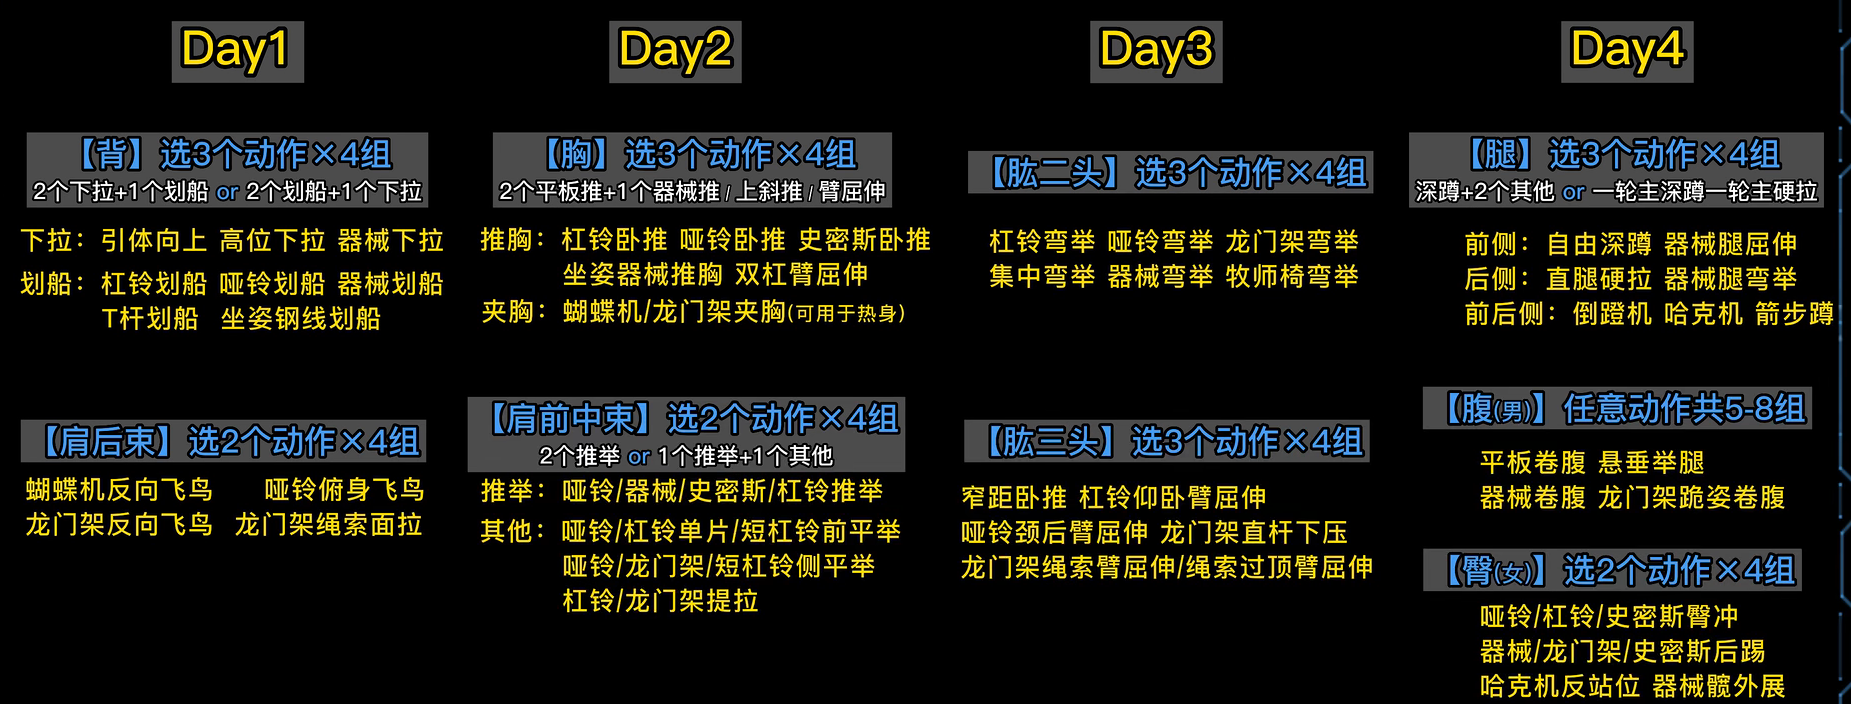 Day1
【背】选3个动作×4组
2个下拉+1个划船 or 2个划船+1个下拉
下拉：引体向上 高位下拉 器械下拉
划船：杠铃划船 哑铃划船 器械划船
T杆划船 坐姿钢线划船
【肩后束】选2个动作×4组
蝴蝶机反向飞鸟 哑铃俯身飞鸟
龙门架反向飞鸟 龙门架绳索面拉
Day2
【胸】选3个动作×4组
2个平板推+1个器械推/上斜推/臂屈伸
推胸：杠铃卧推 哑铃卧推 史密斯卧推
坐姿器械推胸 双杠臂屈伸
夹胸：蝴蝶机/龙门架夹胸(可用于热身)
【肩前中束】选2个动作×4组
2个推举 or 1个推举+1个其他
推举：哑铃/器械/史密斯/杠铃推举
其他：哑铃/杠铃单片/短杠铃前平举
哑铃/龙门架/短杠铃侧平举
杠铃/龙门架提拉
Day3
【肱二头】选3个动作×4组
杠铃弯举 哑铃弯举 龙门架弯举
集中弯举 器械弯举 牧师椅弯举
【肱三头】选3个动作×4组
窄距卧推 杠铃仰卧臂屈伸
哑铃颈后臂屈伸 龙门架直杆下压
龙门架绳索臂屈伸/绳索过顶臂屈伸
Day4
【腿】选3个动作×4组
深蹲+2个其他 or 一轮主深蹲一轮主硬拉
前侧：自由深蹲 器械腿屈伸
后侧：直腿硬拉 器械腿弯举
前后侧：倒蹬机 哈克机 箭步蹲
【腹(男)】任意动作共5-8组
平板卷腹 悬垂举腿
器械卷腹 龙门架跪姿卷腹
【臀(女)】选2个动作×4组
哑铃/杠铃/史密斯臀冲
器械/龙门架/史密斯后踢
哈克机反站位 器械髋外展